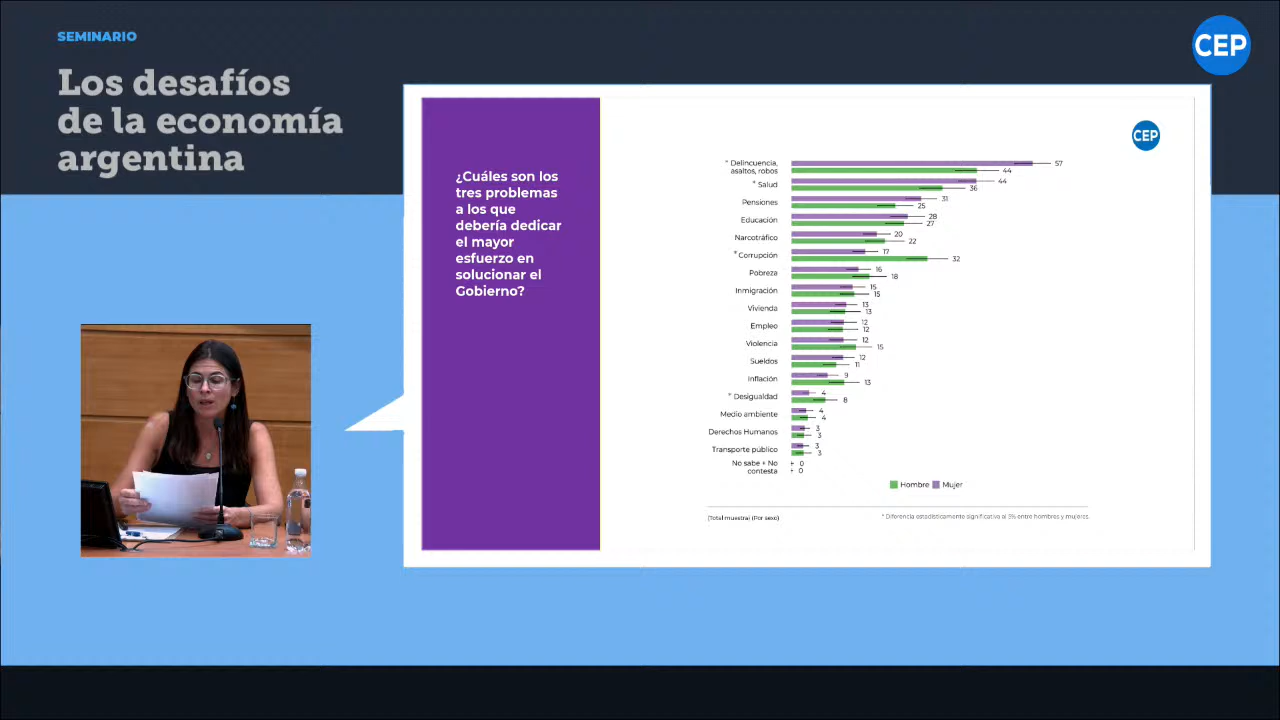 SEMINARIO
Los desafíos
de la economía
argentina
CEP
CEP
¿Cuáles son los
tres problemas
a los que
debería dedicar
el mayor
esfuerzo en
solucionar el
Gobierno?
* Delincuencia,
asaltos, robos
57
44
* Salud
44
36
Pensiones
31
25
Educación
28
27
Narcotráfico
20
22
* Corrupción
17
32
Pobreza
16
18
Inmigración
15
15
Vivienda
13
13
Empleo
12
12
Violencia
12
15
Sueldos
12
11
Inflación
9
13
* Desigualdad
4
8
Medio ambiente
4
4
Derechos Humanos
3
3
Transporte público
3
3
No sabe + No
contesta
0
0
Hombre Mujer
(Total muestra) (Por sexo)
* Diferencia estadísticamente significativa al 5% entre hombres y mujeres.